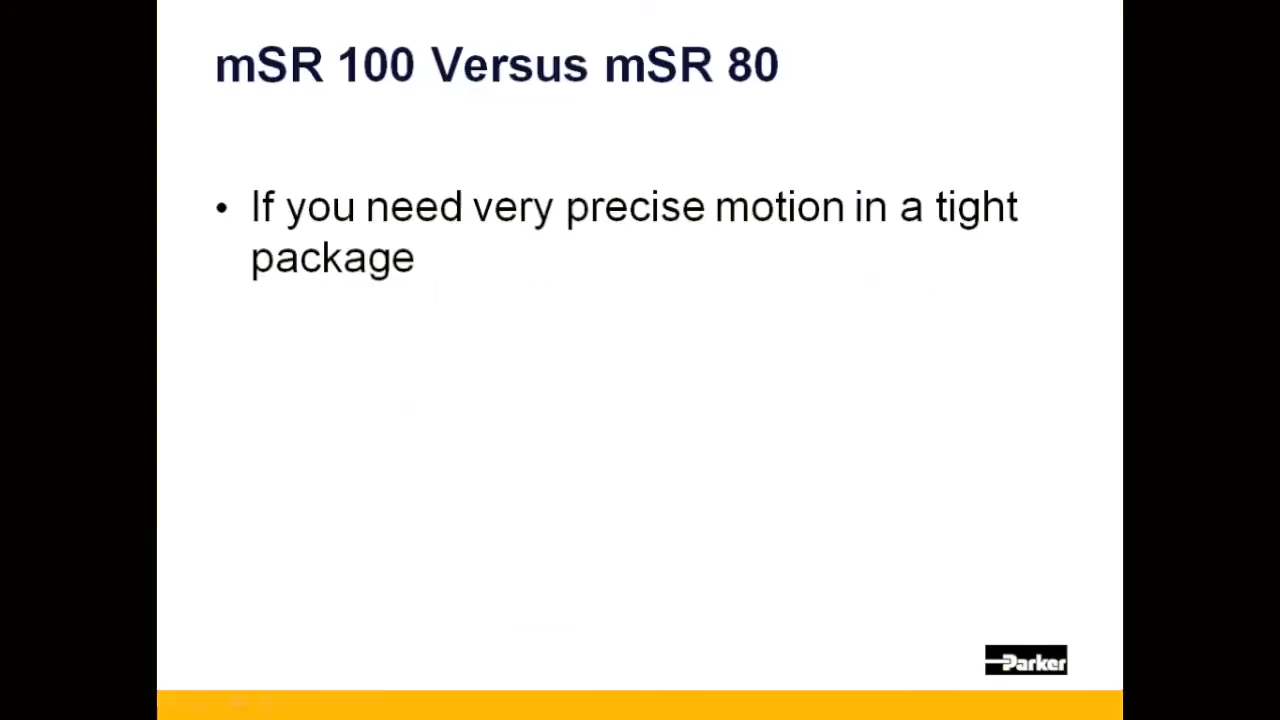 mSR 100 Versus mSR 80
• If you need very precise motion in a tight
package
Parker